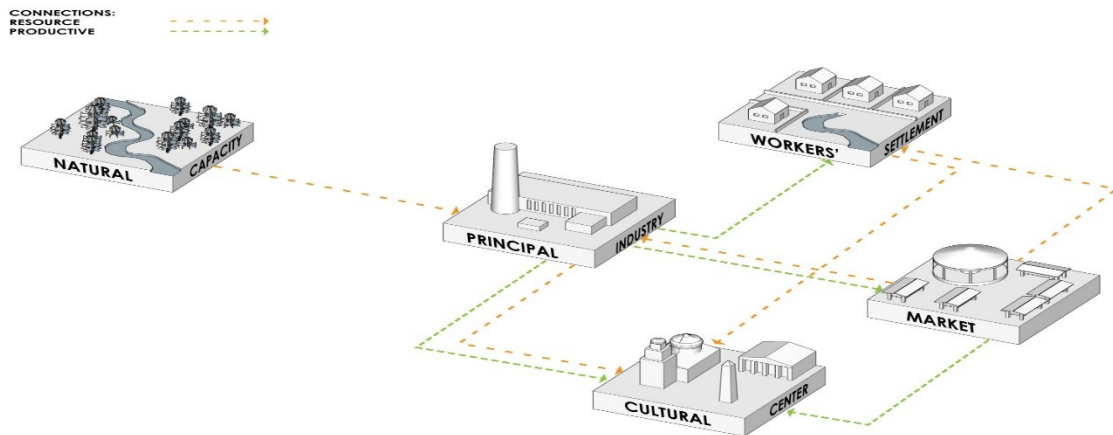 CONNECTIONS:
RESOURCE
PRODUCTIVE
NATURAL CAPACITY
WORKERS' SETTLEMENT
PRINCIPAL INDUSTRY
MARKET
CULTURAL CENTER